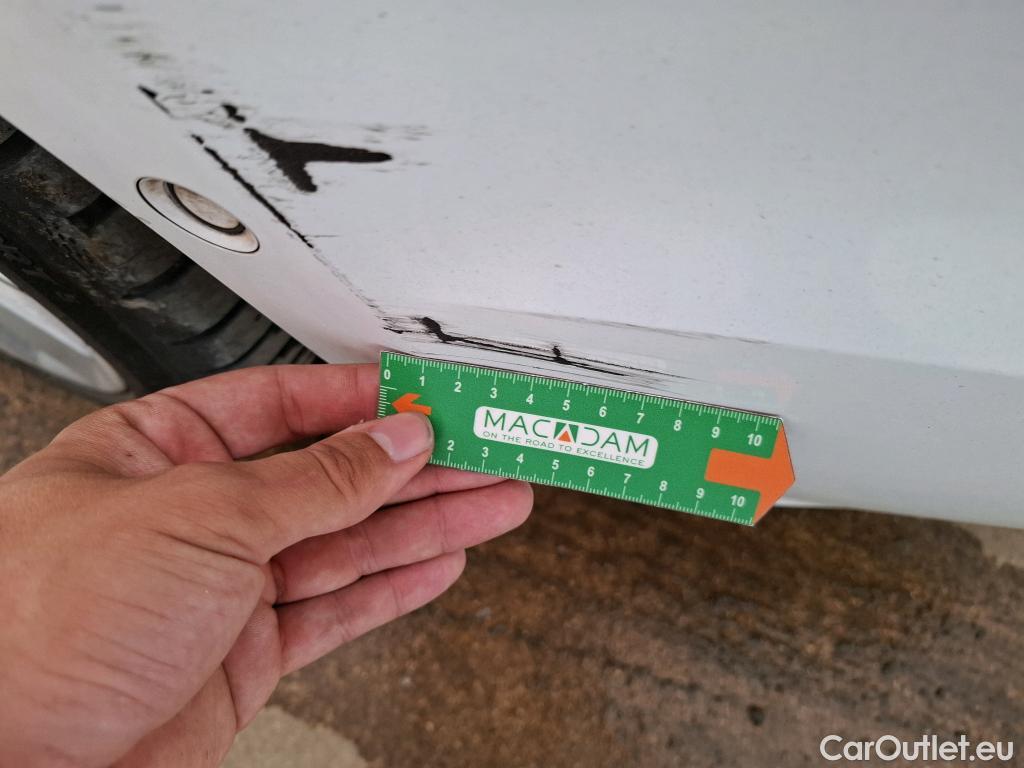 0 1 2 3 4 5 6 7 8 9 10
MACADAM
ON THE ROAD TO EXCELLENCE
2 3 4 5 6 7 8 9 10
CarOutlet.eu